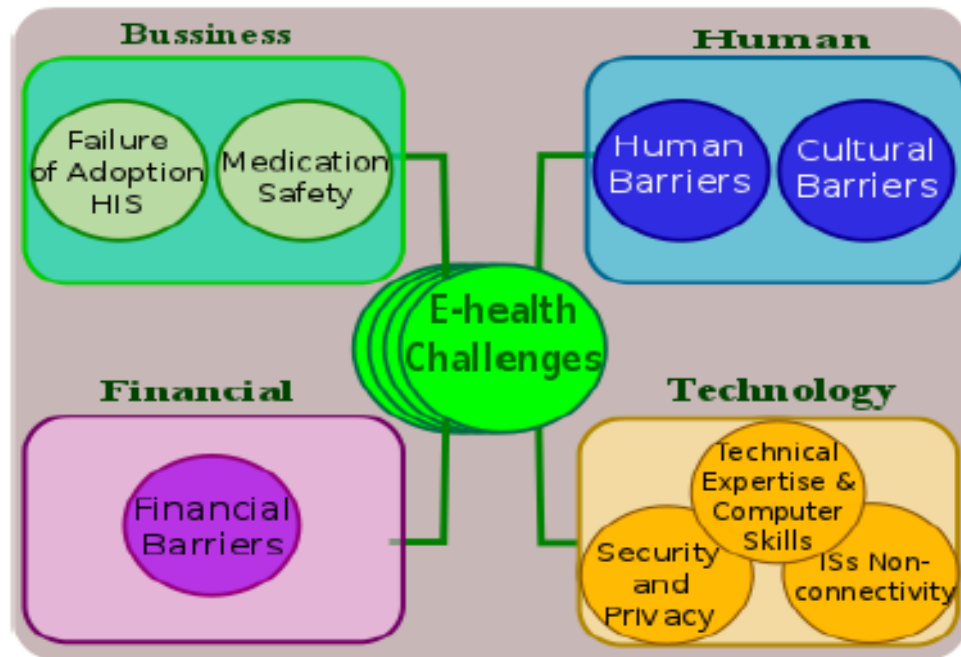 Bussiness
Failure
of Adoption
HIS
Medication
Safety
Human
Human
Barriers
Cultural
Barriers
E-health
Challenges
Financial
Financial
Barriers
Technology
Technical
Expertise &
Computer
Skills
Security
and
Privacy
ISs Non-
connectivity